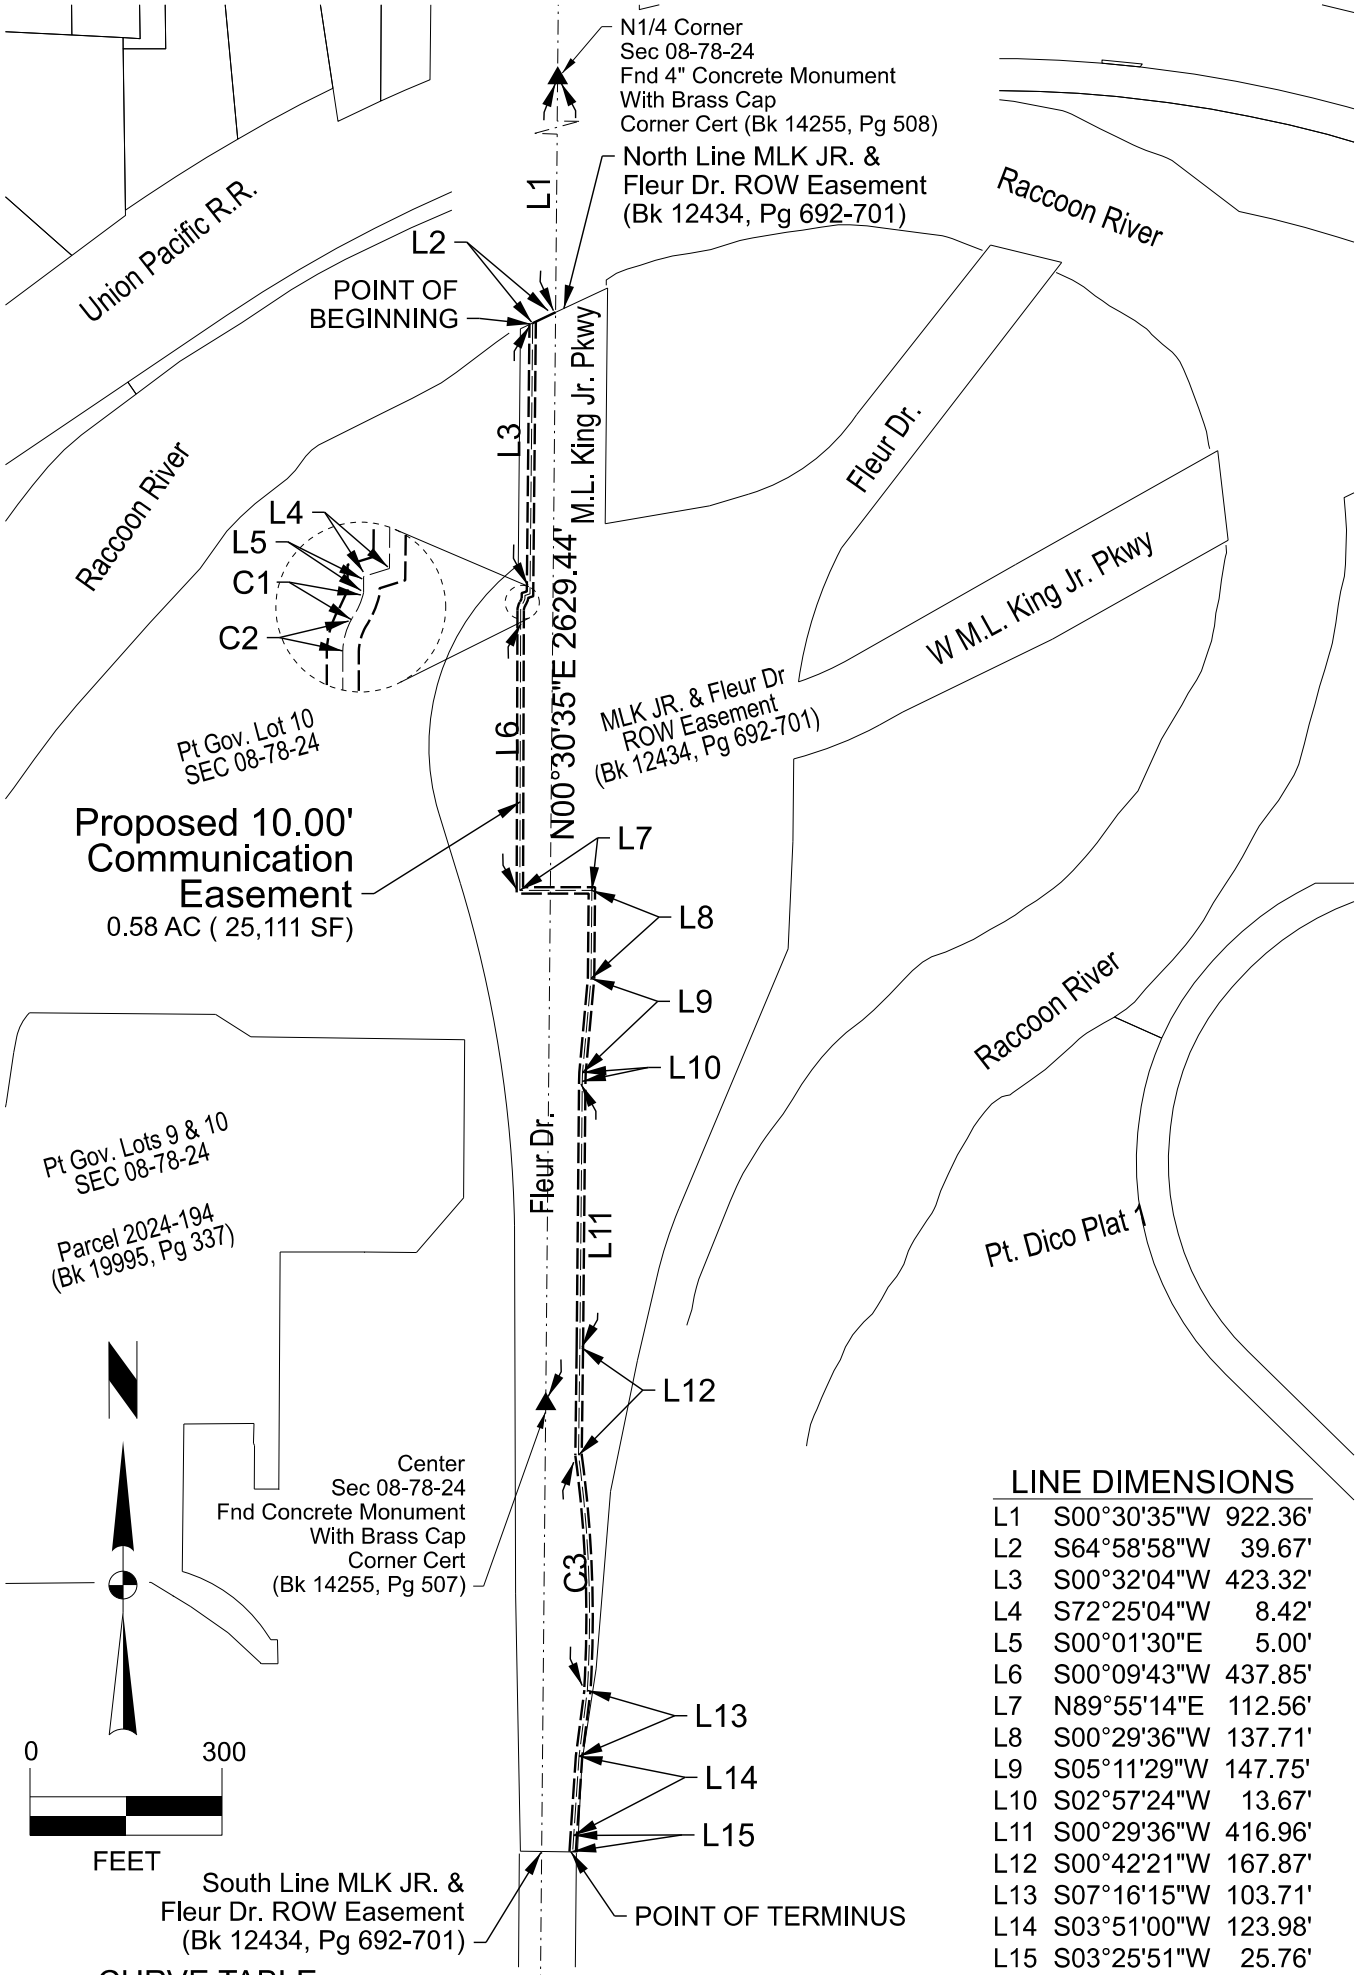 N1/4 Corner
Sec 08-78-24
Fnd 4" Concrete Monument
With Brass Cap
Corner Cert (Bk 14255, Pg 508)
North Line MLK JR. &
Fleur Dr. ROW Easement
(Bk 12434, Pg 692-701)
L1
Raccoon River
Union Pacific R.R.
L2
POINT OF
BEGINNING
M.L. King Jr. Pkwy
L3
Fleur Dr.
Raccoon River
L4
L5
C1
C2
N00°30'35"E 2629.44'
W M.L. King Jr. Pkwy
MLK JR. & Fleur Dr
ROW Easement
(Bk 12434, Pg 692-701)
L6
Pt Gov. Lot 10
SEC 08-78-24
Proposed 10.00'
Communication
Easement
0.58 AC ( 25,111 SF)
L7
L8
L9
L10
Raccoon River
Fleur Dr.
Pt Gov. Lots 9 & 10
SEC 08-78-24
Parcel 2024-194
(Bk 19995, Pg 337)
L11
Pt. Dico Plat 1
N
L12
Center
Sec 08-78-24
Fnd Concrete Monument
With Brass Cap
Corner Cert
(Bk 14255, Pg 507)
C3
L13
L14
L15
0 300
FEET
South Line MLK JR. &
Fleur Dr. ROW Easement
(Bk 12434, Pg 692-701)
POINT OF TERMINUS
LINE DIMENSIONS
L1 S00°30'35"W 922.36'
L2 S64°58'58"W 39.67'
L3 S00°32'04"W 423.32'
L4 S72°25'04"W 8.42'
L5 S00°01'30"E 5.00'
L6 S00°09'43"W 437.85'
L7 N89°55'14"E 112.56'
L8 S00°29'36"W 137.71'
L9 S05°11'29"W 147.75'
L10 S02°57'24"W 13.67'
L11 S00°29'36"W 416.96'
L12 S00°42'21"W 167.87'
L13 S07°16'15"W 103.71'
L14 S03°51'00"W 123.98'
L15 S03°25'51"W 25.76'
CURVE TABLE